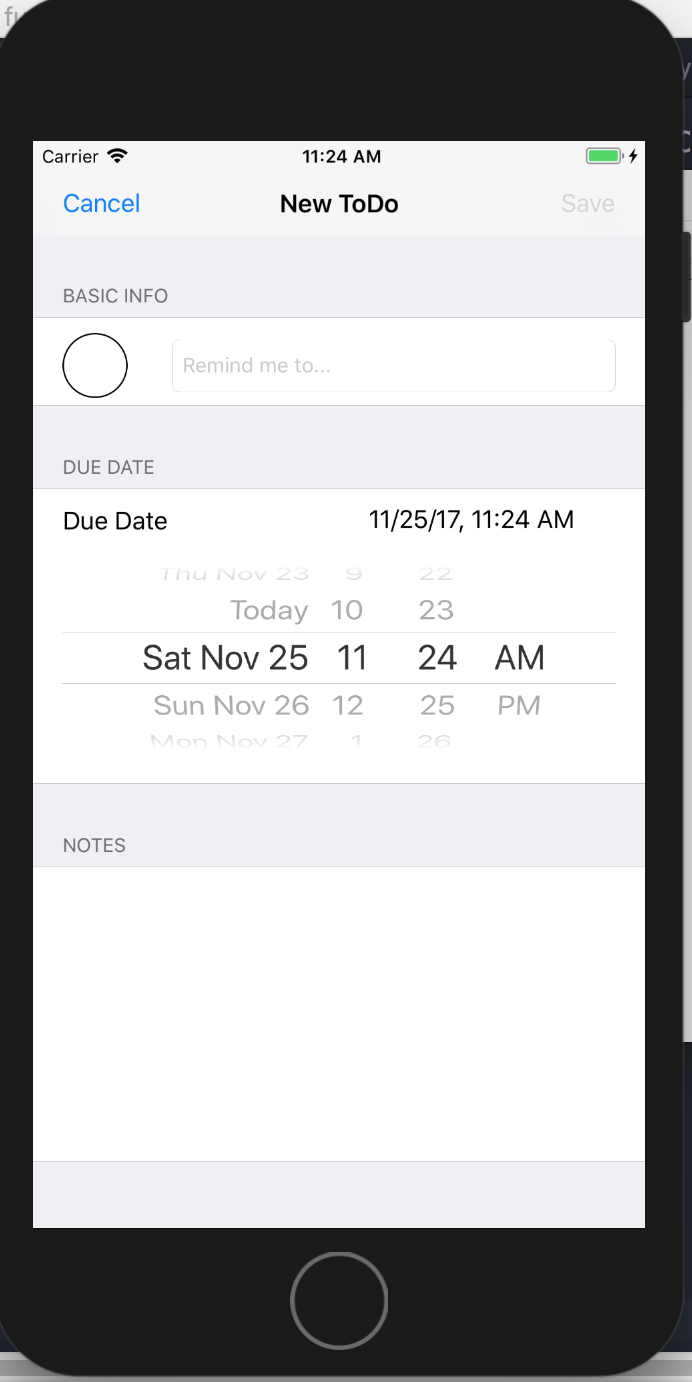 Carrier 11:24 AM
Cancel New ToDo Save
BASIC INFO
Remind me to...
DUE DATE
Due Date 11/25/17, 11:24 AM
Thu Nov 23 9 22
Today 10 23
Sat Nov 25 11 24 AM
Sun Nov 26 12 25 PM
Mon Nov 27 1 26
NOTES